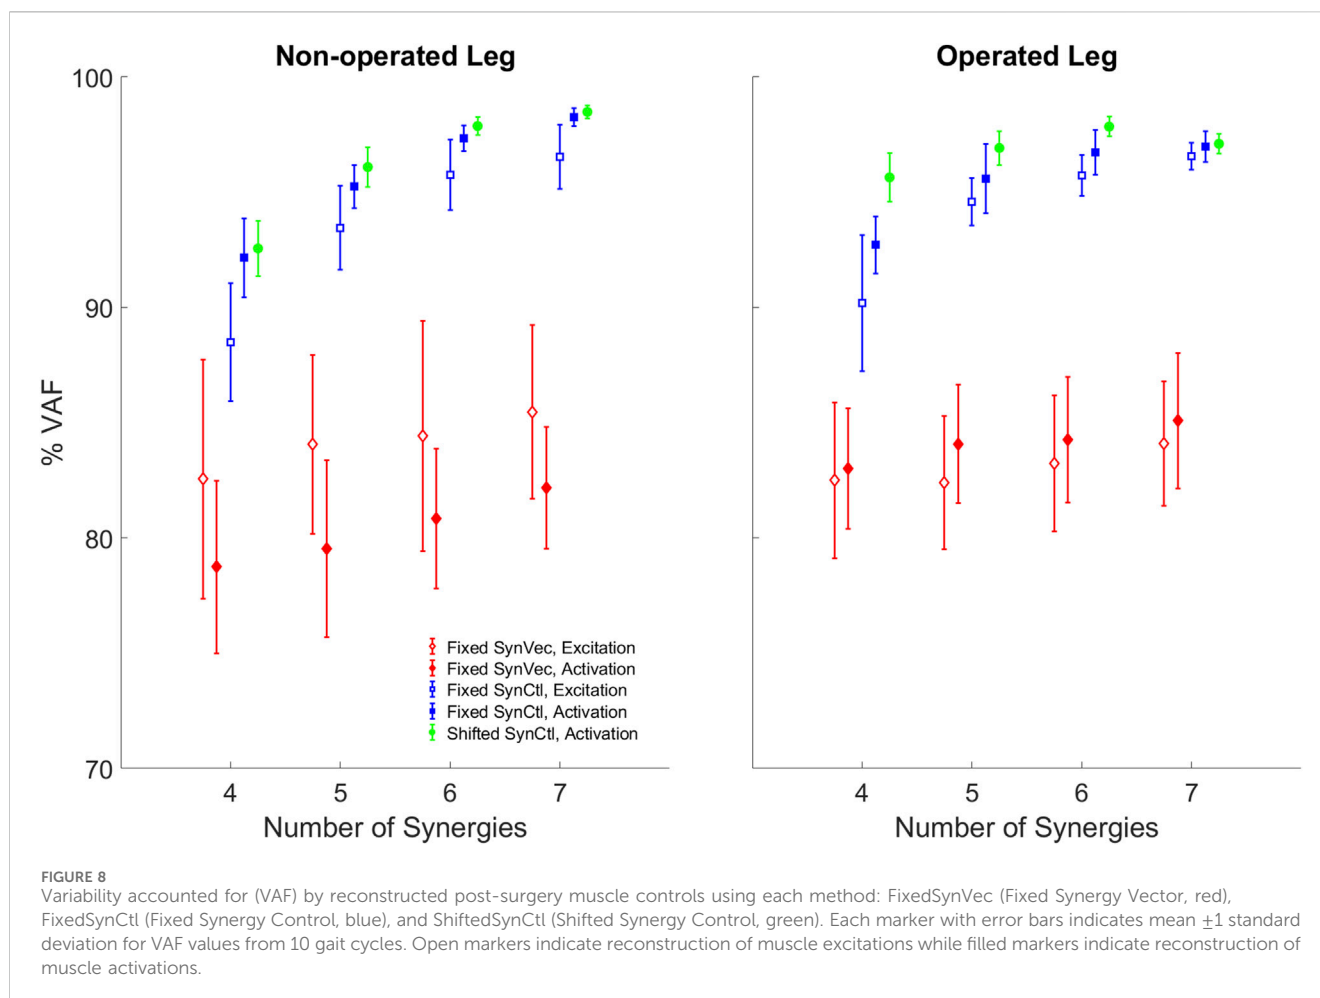 Non-operated Leg
Operated Leg
100
90
80
70
% VAF
Fixed SynVec, Excitation
Fixed SynVec, Activation
Fixed SynCtl, Excitation
Fixed SynCtl, Activation
Shifted SynCtl, Activation
4 5 6 7
4 5 6 7
Number of Synergies
Number of Synergies
FIGURE 8
Variability accounted for (VAF) by reconstructed post-surgery muscle controls using each method: FixedSynVec (Fixed Synergy Vector, red),
FixedSynCtl (Fixed Synergy Control, blue), and ShiftedSynCtl (Shifted Synergy Control, green). Each marker with error bars indicates mean ±1 standard
deviation for VAF values from 10 gait cycles. Open markers indicate reconstruction of muscle excitations while filled markers indicate reconstruction of
muscle activations.